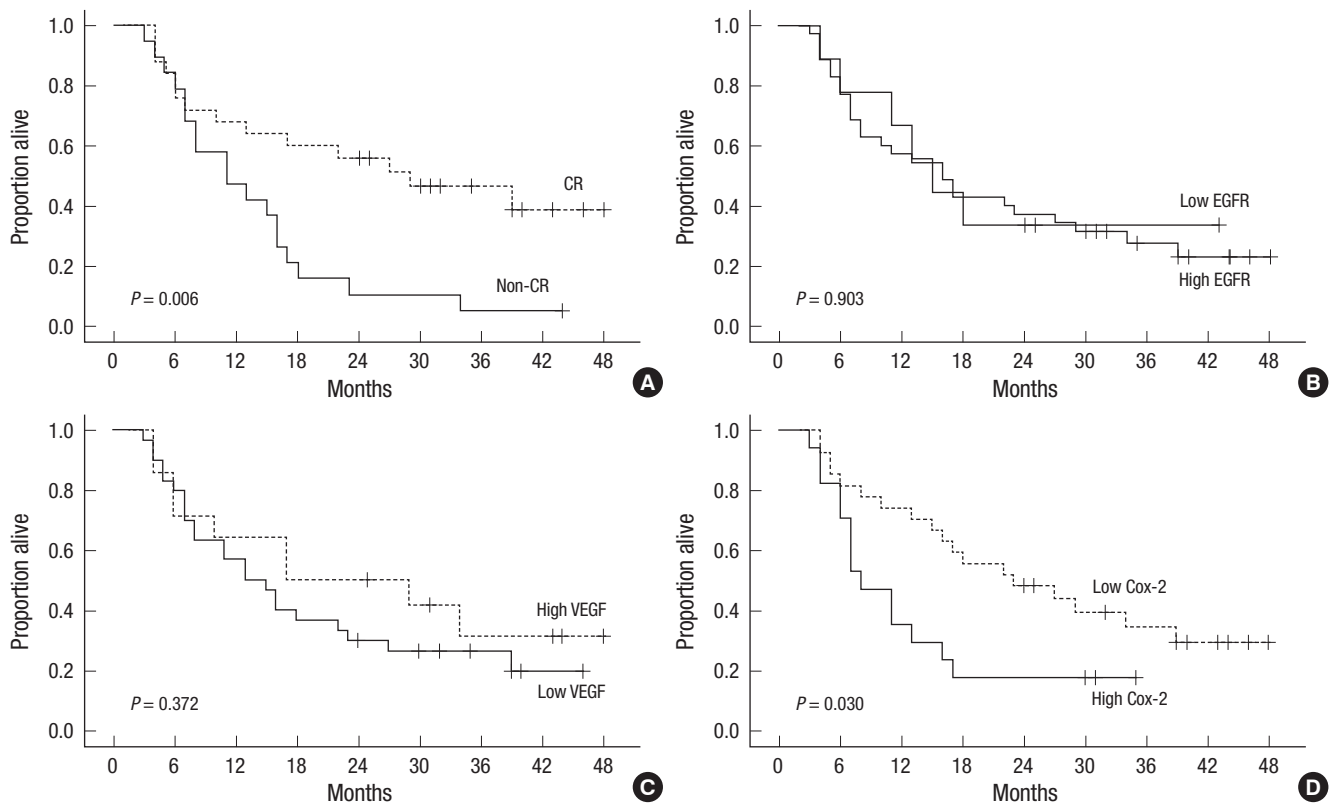 1.0
0.8
0.6
0.4
0.2
0.0
Proportion alive
CR
Non-CR
P = 0.006
0 6 12 18 24 30 36 42 48
Months
A
1.0
0.8
0.6
0.4
0.2
0.0
Proportion alive
Low EGFR
High EGFR
P = 0.903
0 6 12 18 24 30 36 42 48
Months
B
1.0
0.8
0.6
0.4
0.2
0.0
Proportion alive
High VEGF
Low VEGF
P = 0.372
0 6 12 18 24 30 36 42 48
Months
C
1.0
0.8
0.6
0.4
0.2
0.0
Proportion alive
Low Cox-2
High Cox-2
P = 0.030
0 6 12 18 24 30 36 42 48
Months
D